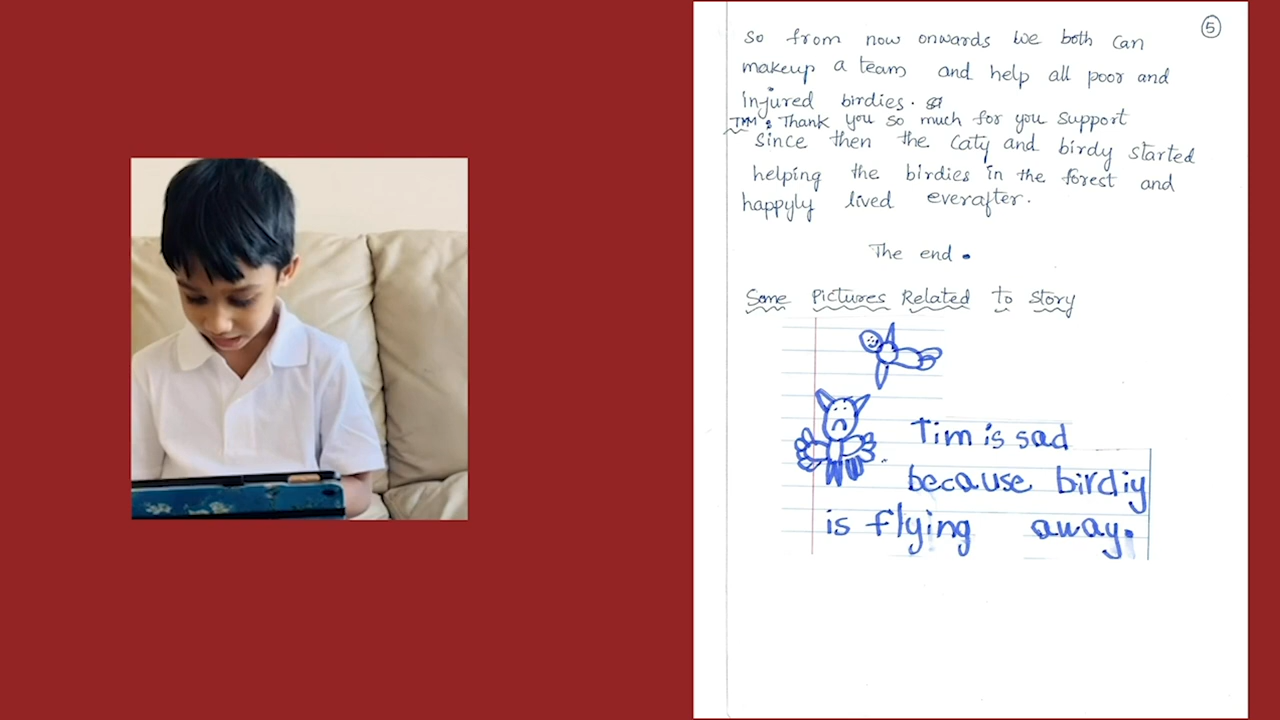 5
So from now onwards We both Can
makeup a team and help all poor and
injured birdies.
TIM : Thank you so much for you support
since then the Caty and birdy started
helping the birdies in the forest and
happyly lived everafter.
The end.
Some Pictures Related to Story
Tim is sad
because birdiy
is flying away.